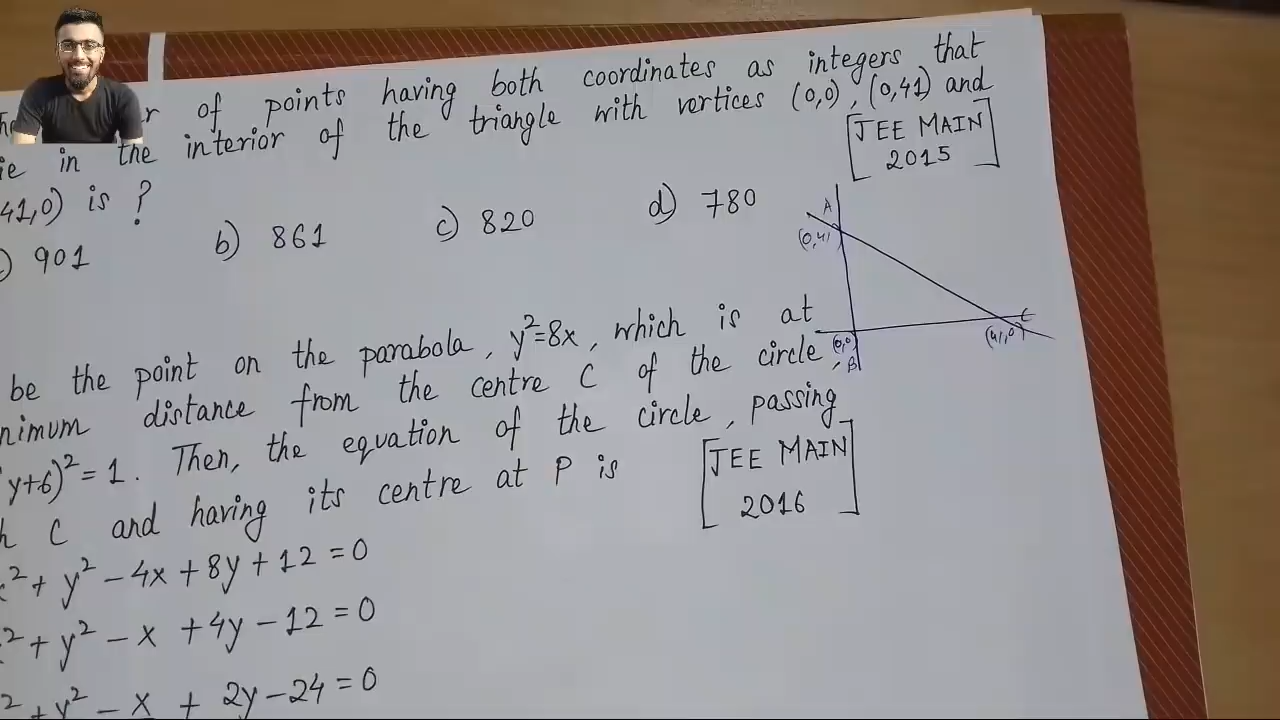 of points having both coordinates as integers that
in the interior of the triangle with vertices (0,0), (0,41) and
41,0) is ?
[JEE MAIN 2015]
) 901 b) 861 c) 820 d) 780
A
(0,41
(0,0
B
(41,0)
C
be the point on the parabola, y²=8x, which is at
nimum distance from the centre C of the circle,
y+6)² = 1. Then, the equation of the circle, passing
h C and having its centre at P is
[JEE MAIN 2016]
x² + y² - 4x + 8y + 12 = 0
² + y² - x + 4y - 12 = 0
² + y² - x + 2y - 24 = 0